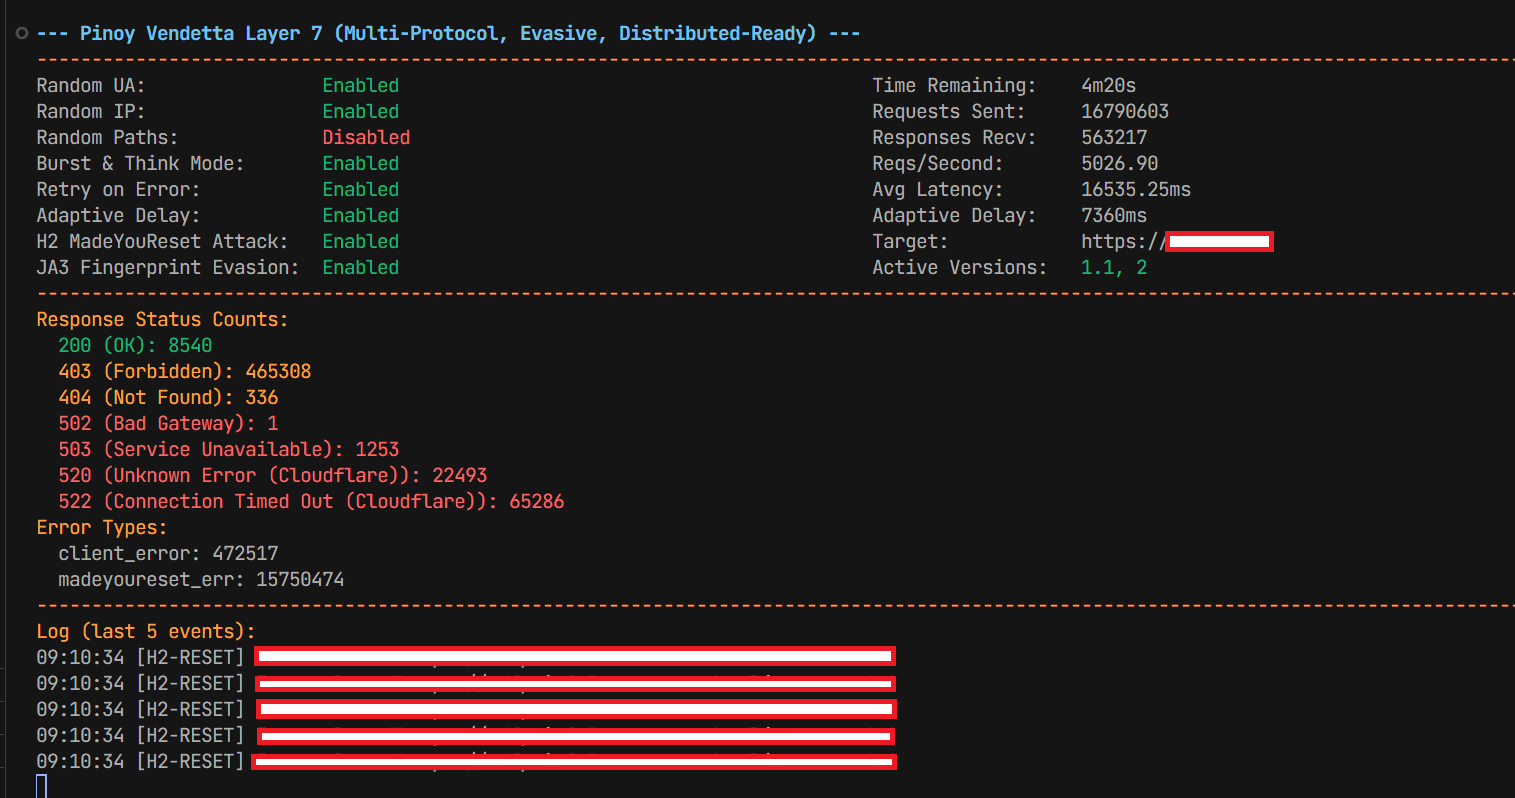 --- Pinoy Vendetta Layer 7 (Multi-Protocol, Evasive, Distributed-Ready) ---
Random UA: Enabled Time Remaining: 4m20s
Random IP: Enabled Requests Sent: 16790603
Random Paths: Disabled Responses Recv: 563217
Burst & Think Mode: Enabled Reqs/Second: 5026.90
Retry on Error: Enabled Avg Latency: 16535.25ms
Adaptive Delay: Enabled Adaptive Delay: 7360ms
H2 MadeYouReset Attack: Enabled Target: https://
JA3 Fingerprint Evasion: Enabled Active Versions: 1.1, 2
Response Status Counts:
200 (OK): 8540
403 (Forbidden): 465308
404 (Not Found): 336
502 (Bad Gateway): 1
503 (Service Unavailable): 1253
520 (Unknown Error (Cloudflare)): 22493
522 (Connection Timed Out (Cloudflare)): 65286
Error Types:
client_error: 472517
madeyoureset_err: 15750474
Log (last 5 events):
09:10:34 [H2-RESET]
09:10:34 [H2-RESET]
09:10:34 [H2-RESET]
09:10:34 [H2-RESET]
09:10:34 [H2-RESET]